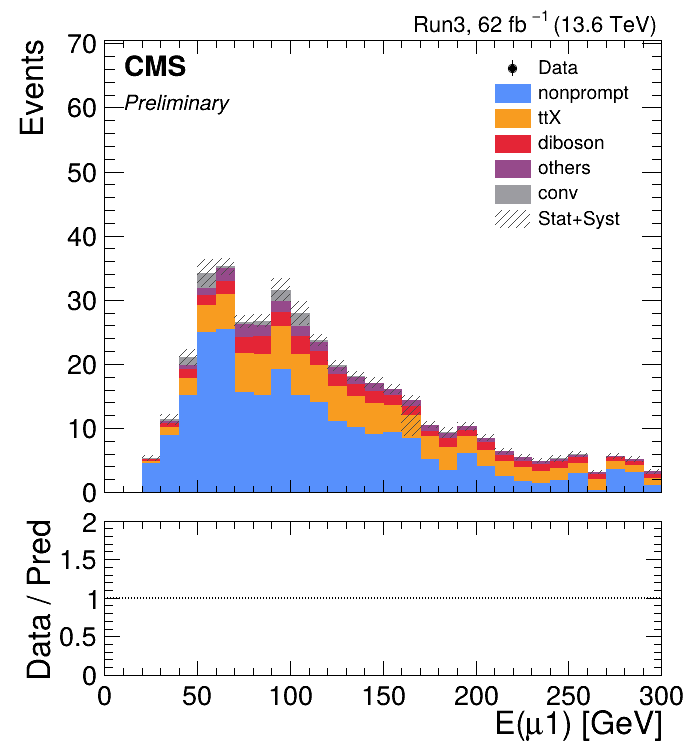 Run3, 62 fb⁻¹ (13.6 TeV)
CMS
Preliminary
Data
nonprompt
ttX
diboson
others
conv
Stat+Syst
Events
70
60
50
40
30
20
10
0
Data / Pred
2
1.5
1
0.5
0
0 50 100 150 200 250 300
E(μ1) [GeV]